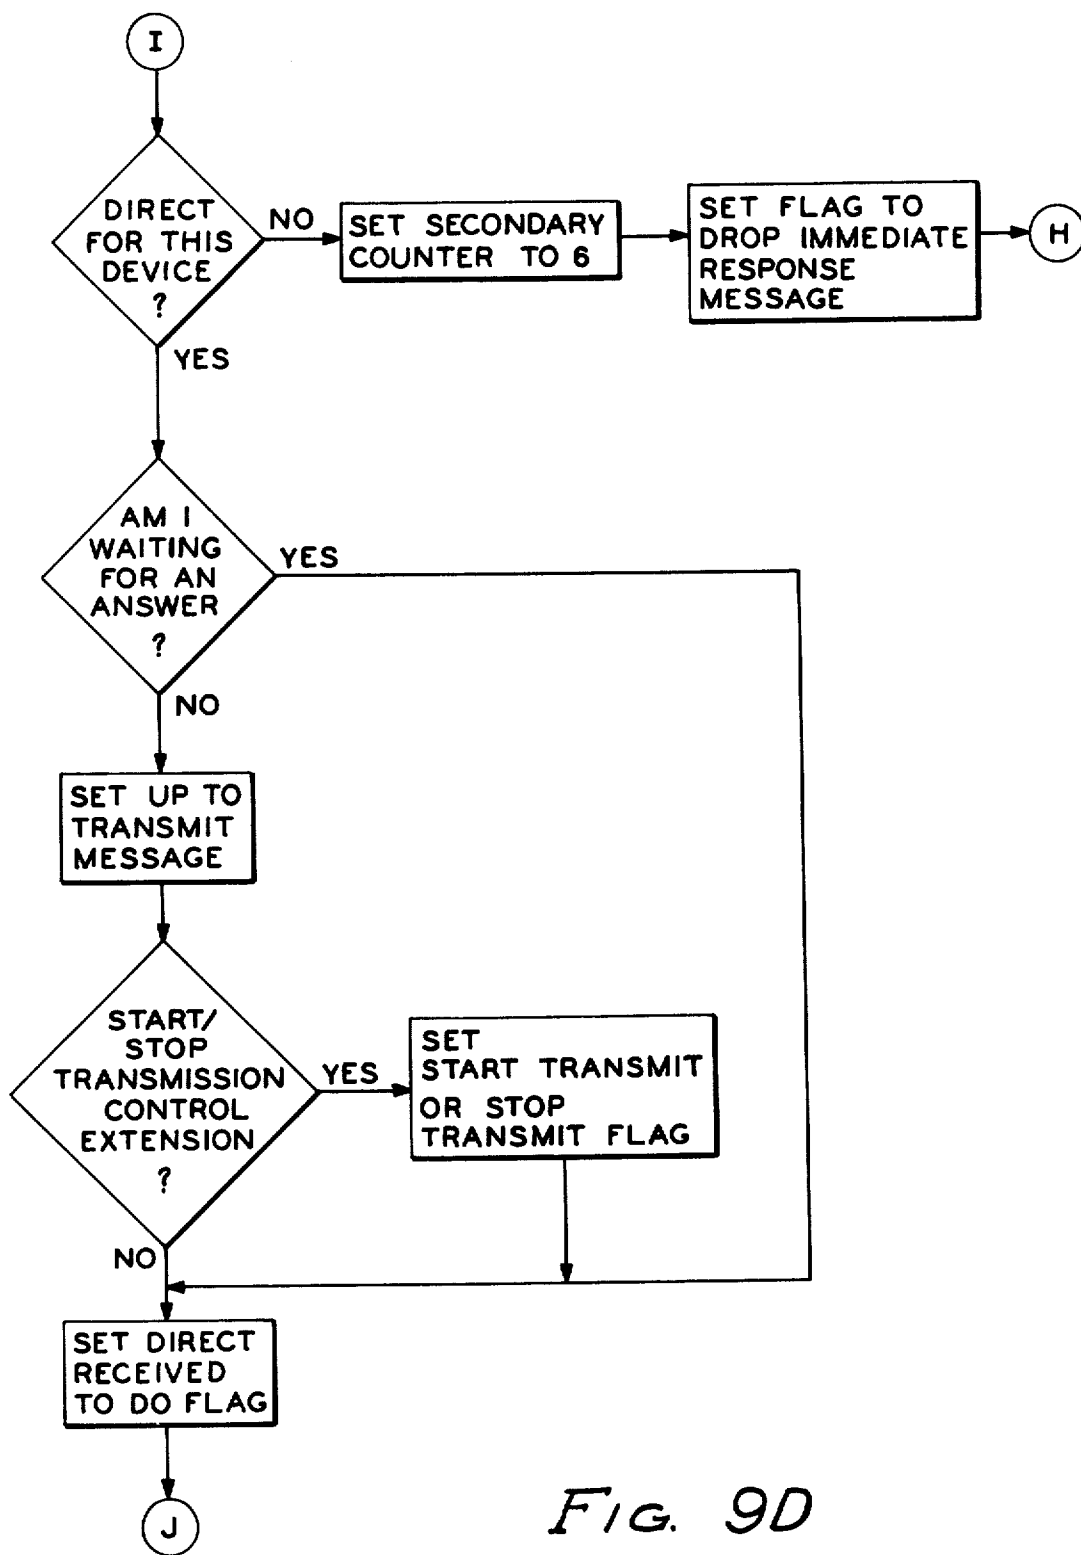 I
DIRECT
FOR THIS
DEVICE
?
NO
SET SECONDARY
COUNTER TO 6
SET FLAG TO
DROP IMMEDIATE
RESPONSE
MESSAGE
H
YES
AM I
WAITING
FOR AN
ANSWER
?
YES
NO
SET UP TO
TRANSMIT
MESSAGE
START/
STOP
TRANSMISSION
CONTROL
EXTENSION
?
YES
SET
START TRANSMIT
OR STOP
TRANSMIT FLAG
NO
SET DIRECT
RECEIVED
TO DO FLAG
J
FIG. 9D